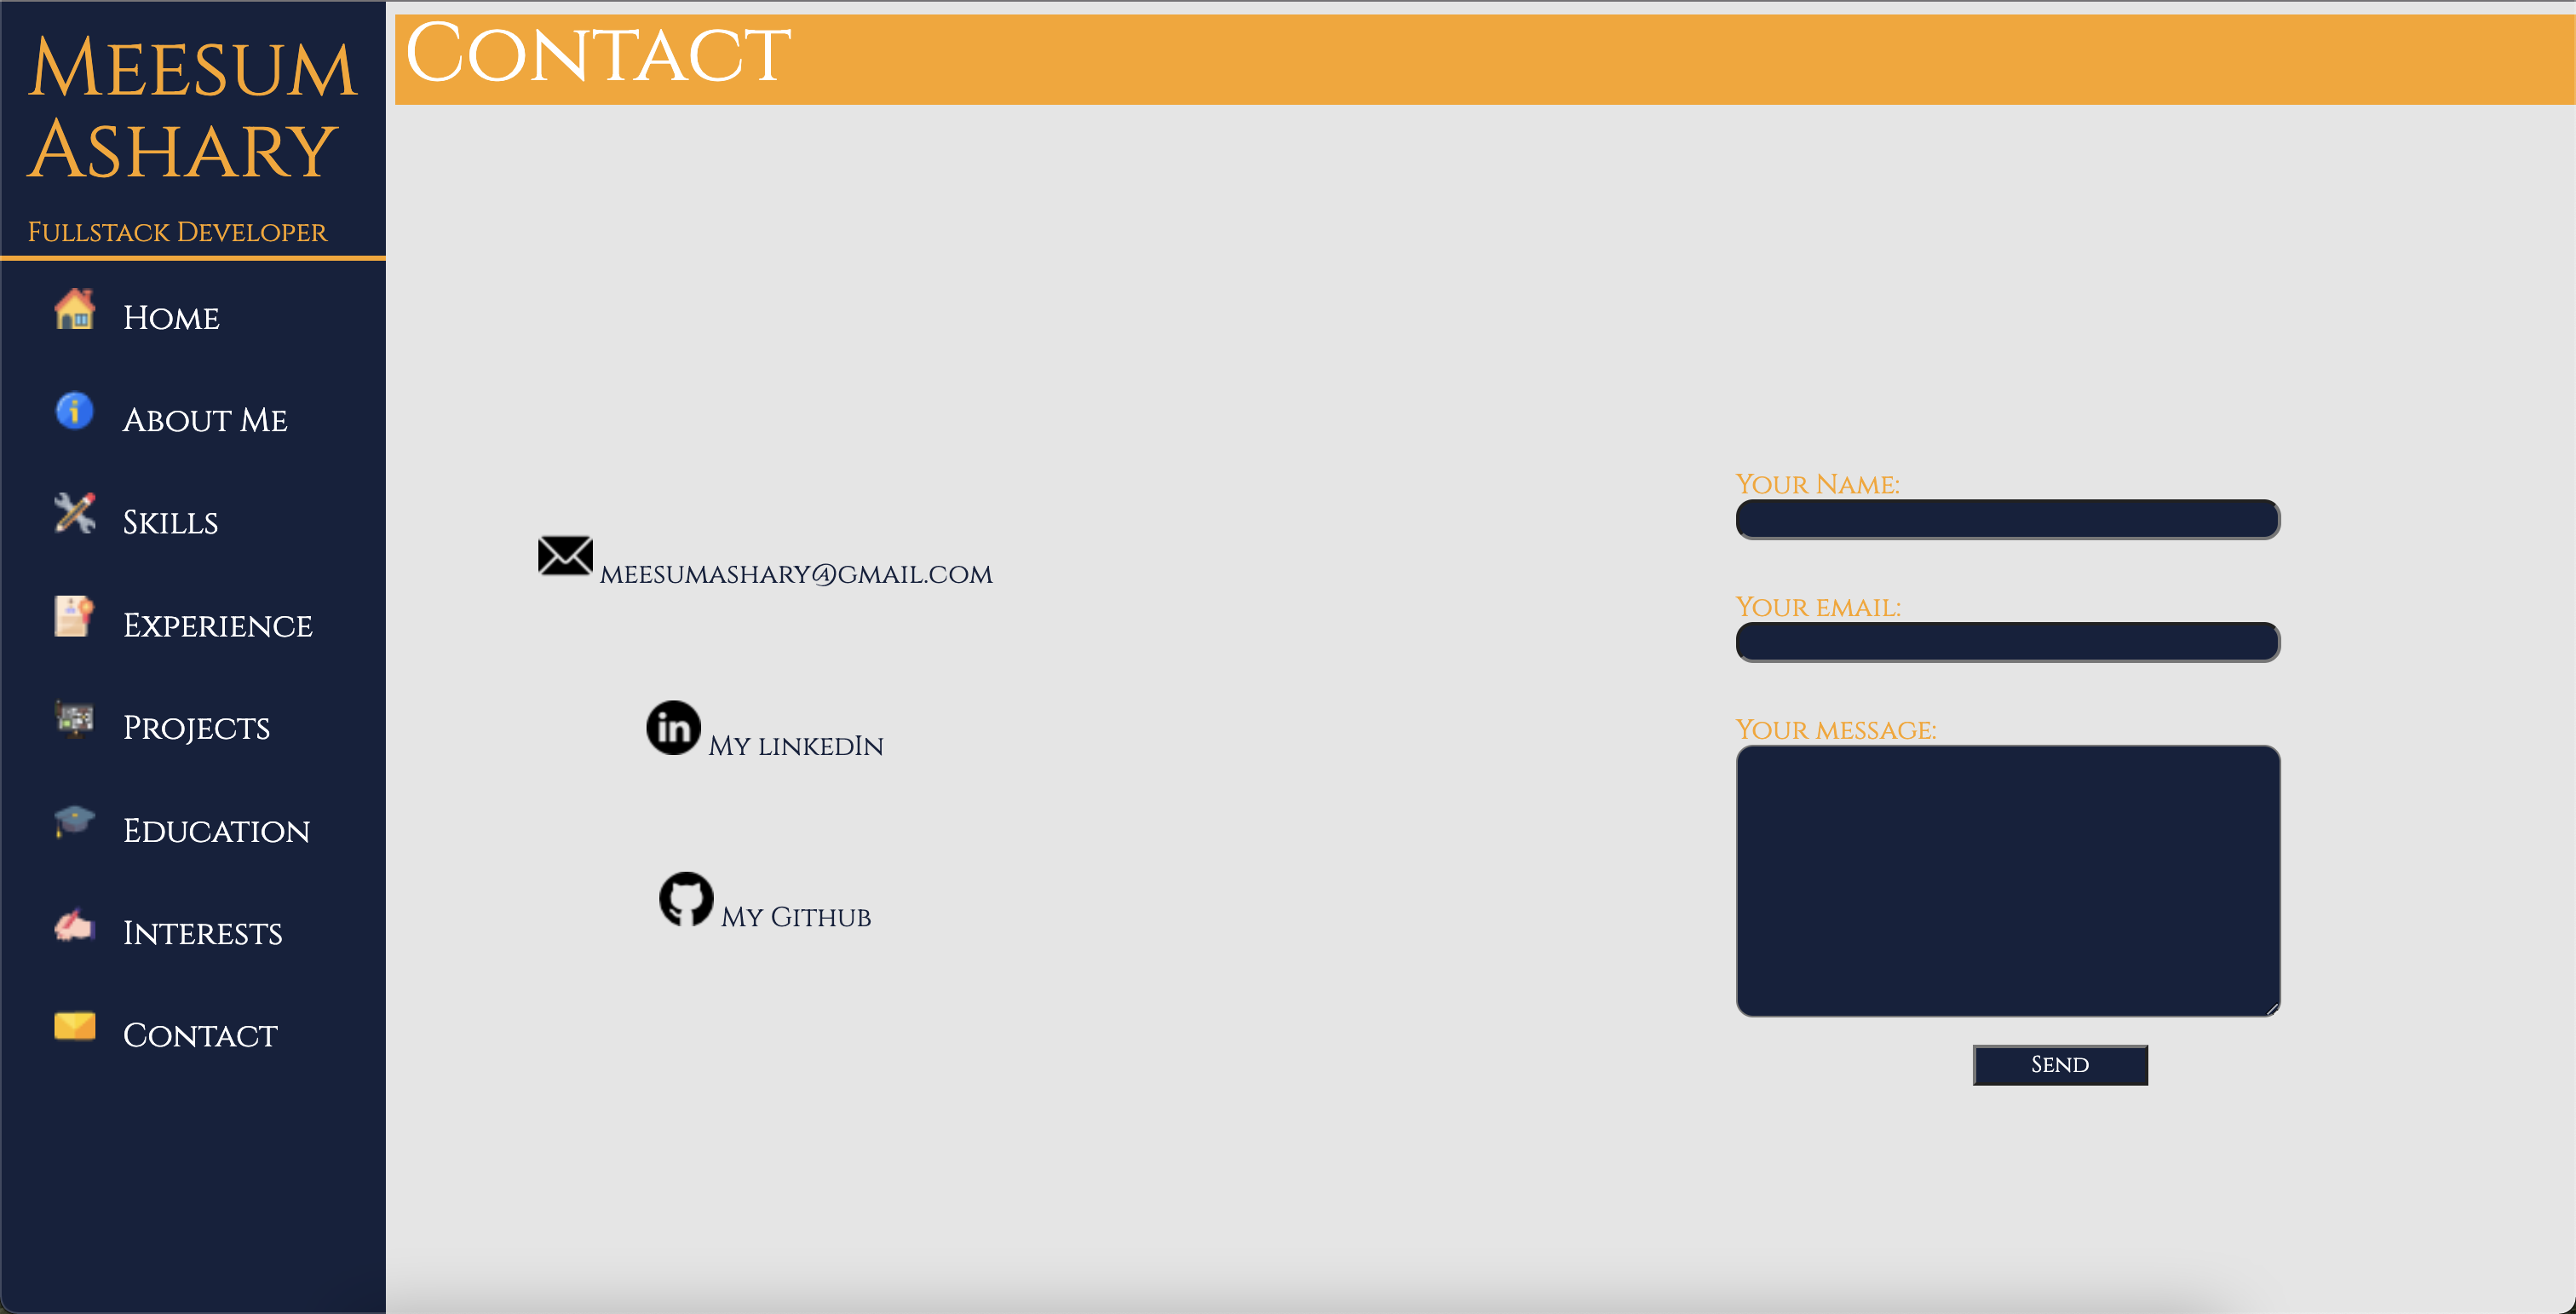 Meesum
Ashary
Fullstack Developer
Home
About Me
Skills
Experience
Projects
Education
Interests
Contact
Contact
meesumashary@gmail.com
in My linkedIn
My Github
Your Name:
Your email:
Your message:
Send